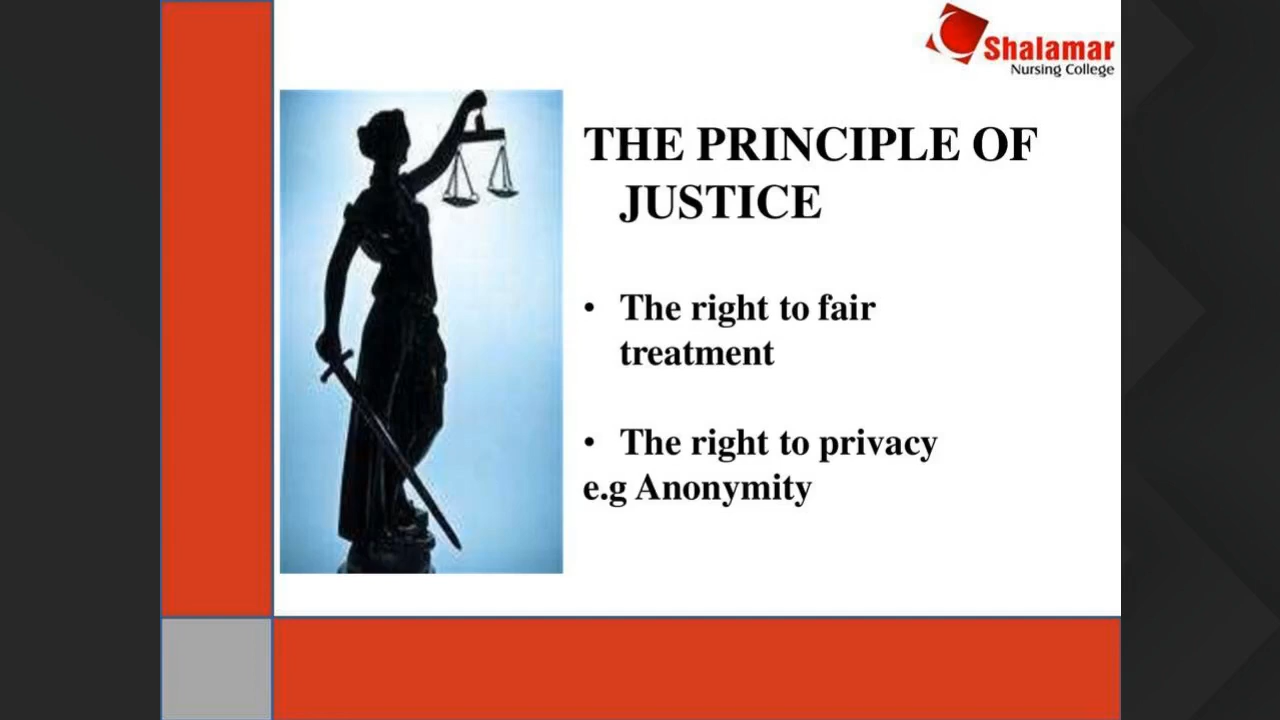 Shalamar
Nursing College
THE PRINCIPLE OF
JUSTICE
• The right to fair
treatment
• The right to privacy
e.g Anonymity